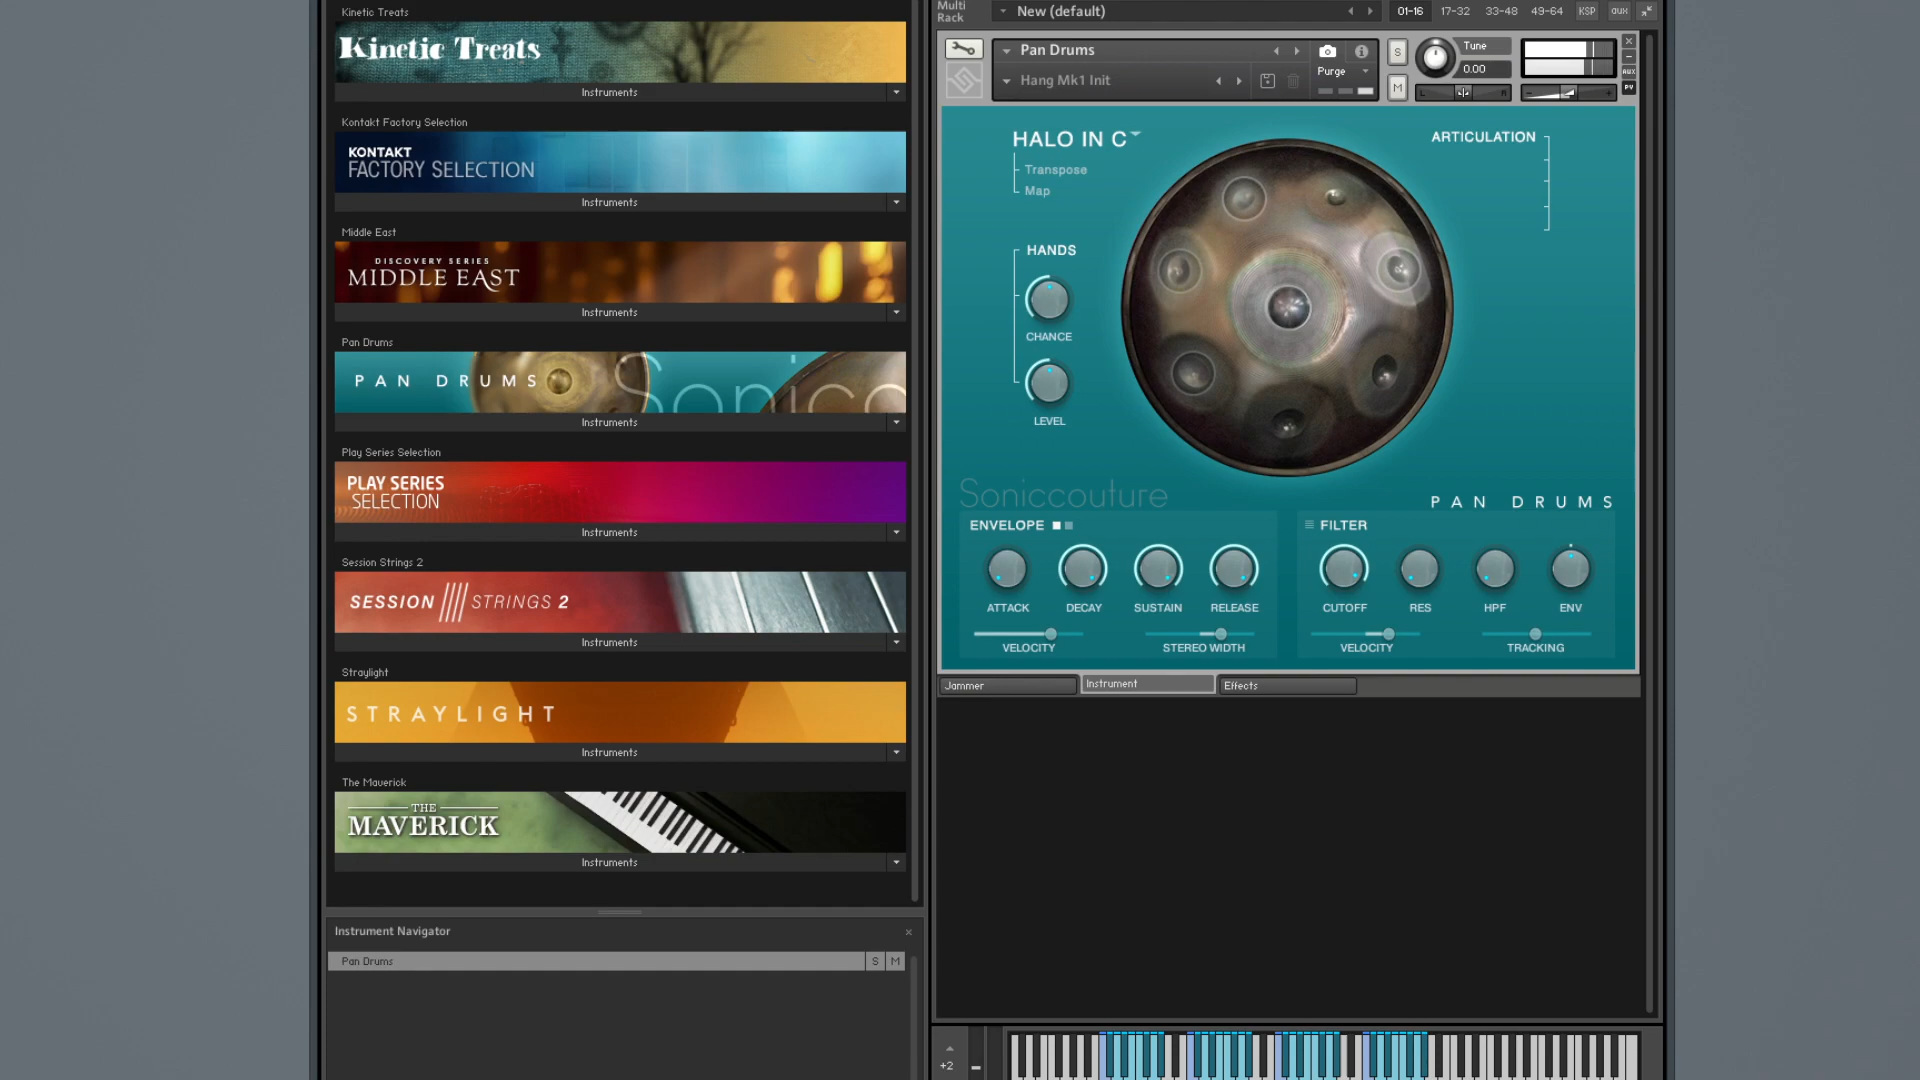 Kinetic Treats
Kinetic Treats
Instruments
Kontakt Factory Selection
KONTAKT
FACTORY SELECTION
Instruments
Middle East
DISCOVERY SERIES
MIDDLE EAST
Instruments
Pan Drums
PAN DRUMS
Sonicco
Instruments
Play Series Selection
PLAY SERIES
SELECTION
Instruments
Session Strings 2
SESSION STRINGS 2
Instruments
Straylight
STRAYLIGHT
Instruments
The Maverick
THE
MAVERICK
Instruments
Instrument Navigator
Pan Drums S M
Multi
Rack
New (default) 01-16 17-32 33-48 49-64 KSP AUX
Pan Drums
Hang Mk1 Init
Purge
S
M
Tune
0.00
L R
- +
AUX
PV
HALO IN C
Transpose
Map
ARTICULATION
HANDS
CHANCE
LEVEL
Soniccouture
PAN DRUMS
ENVELOPE
ATTACK DECAY SUSTAIN RELEASE
VELOCITY STEREO WIDTH
FILTER
CUTOFF RES HPF ENV
VELOCITY TRACKING
Jammer Instrument Effects
+2